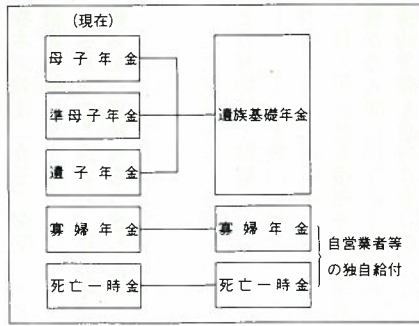 (現在)
母子年金
準母子年金
遺族基礎年金
遺子年金
寡婦年金
寡婦年金
自営業者等
の独自給付
死亡一時金
死亡一時金